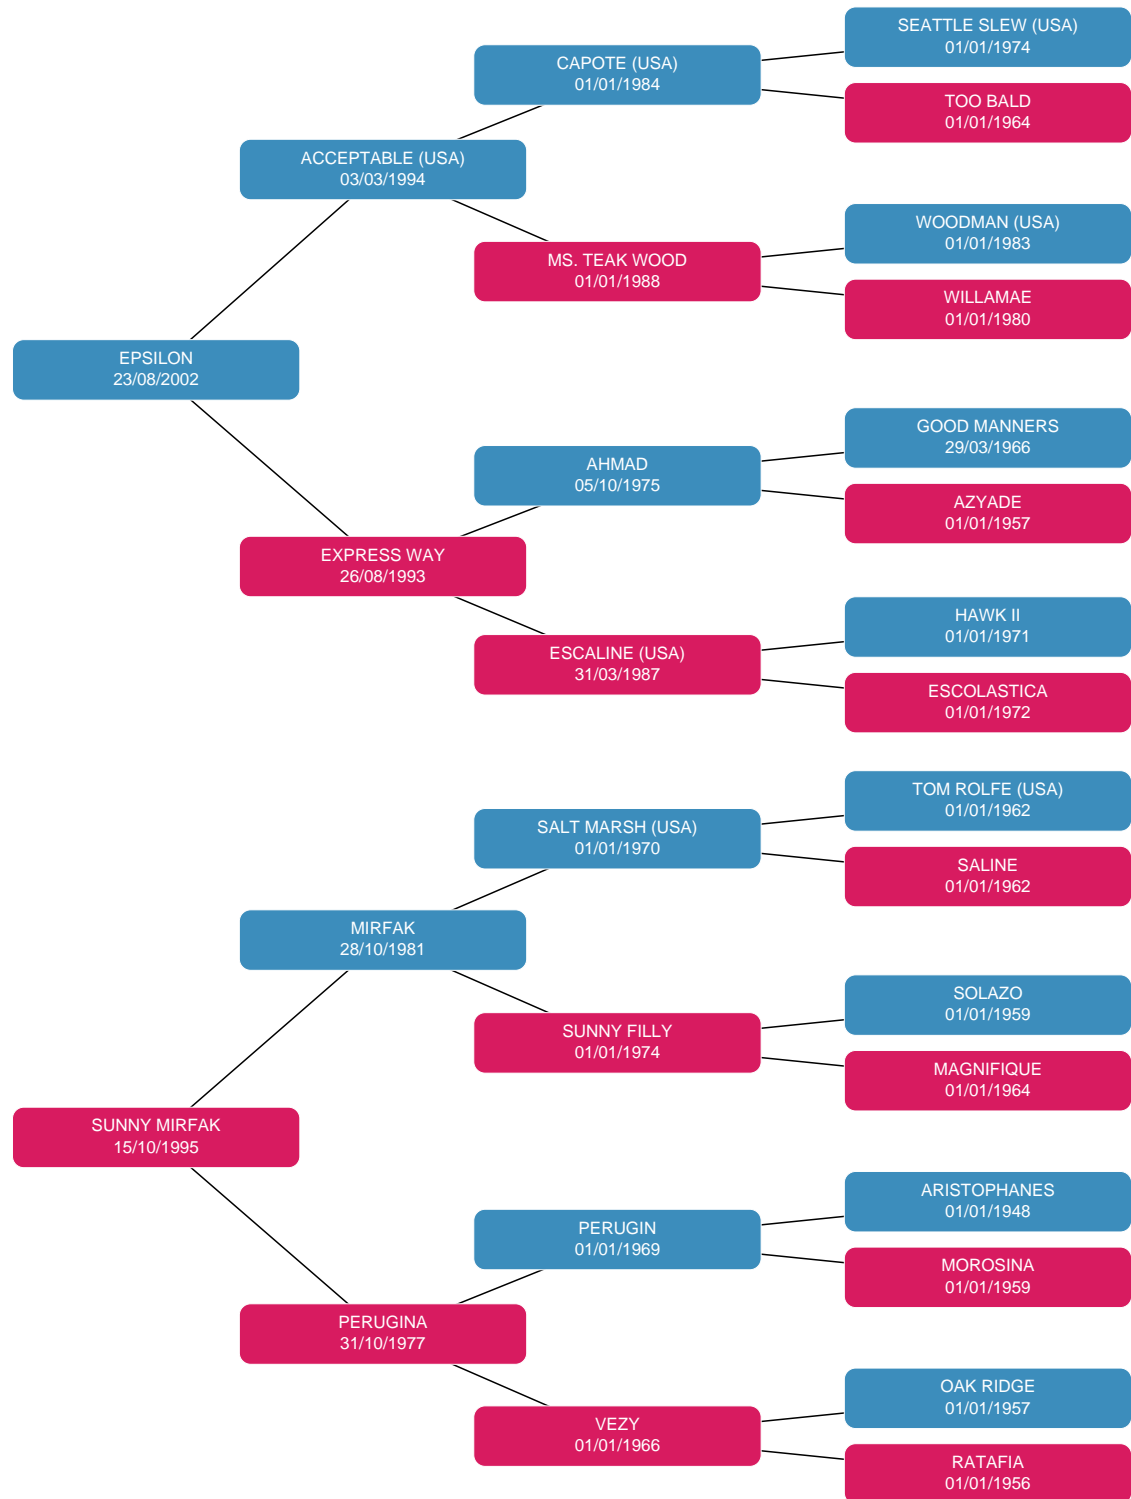 SEATTLE SLEW (USA)
01/01/1974
CAPOTE (USA)
01/01/1984
TOO BALD
01/01/1964
ACCEPTABLE (USA)
03/03/1994
WOODMAN (USA)
01/01/1983
MS. TEAK WOOD
01/01/1988
WILLAMAE
01/01/1980
EPSILON
23/08/2002
GOOD MANNERS
29/03/1966
AHMAD
05/10/1975
AZYADE
01/01/1957
EXPRESS WAY
26/08/1993
HAWK II
01/01/1971
ESCALINE (USA)
31/03/1987
ESCOLASTICA
01/01/1972
TOM ROLFE (USA)
01/01/1962
SALT MARSH (USA)
01/01/1970
SALINE
01/01/1962
MIRFAK
28/10/1981
SOLAZO
01/01/1959
SUNNY FILLY
01/01/1974
MAGNIFIQUE
01/01/1964
SUNNY MIRFAK
15/10/1995
ARISTOPHANES
01/01/1948
PERUGIN
01/01/1969
MOROSINA
01/01/1959
PERUGINA
31/10/1977
OAK RIDGE
01/01/1957
VEZY
01/01/1966
RATAFIA
01/01/1956